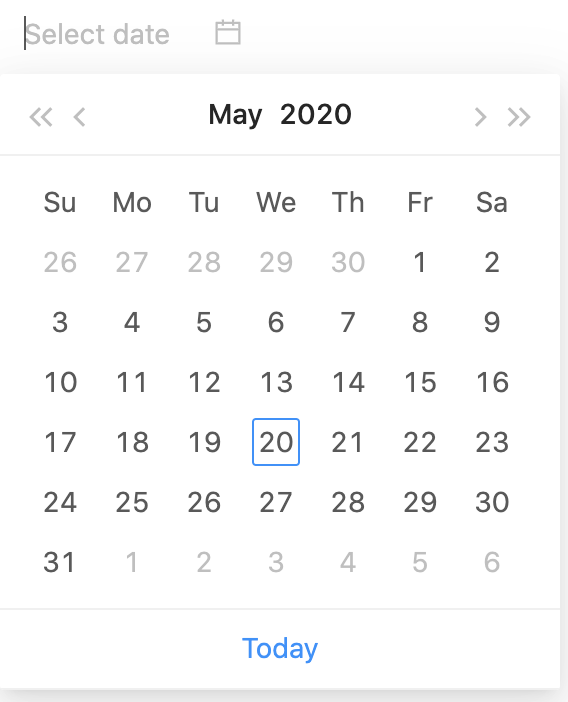 Select date
May 2020
Su Mo Tu We Th Fr Sa
26 27 28 29 30 1 2
3 4 5 6 7 8 9
10 11 12 13 14 15 16
17 18 19 20 21 22 23
24 25 26 27 28 29 30
31 1 2 3 4 5 6
Today